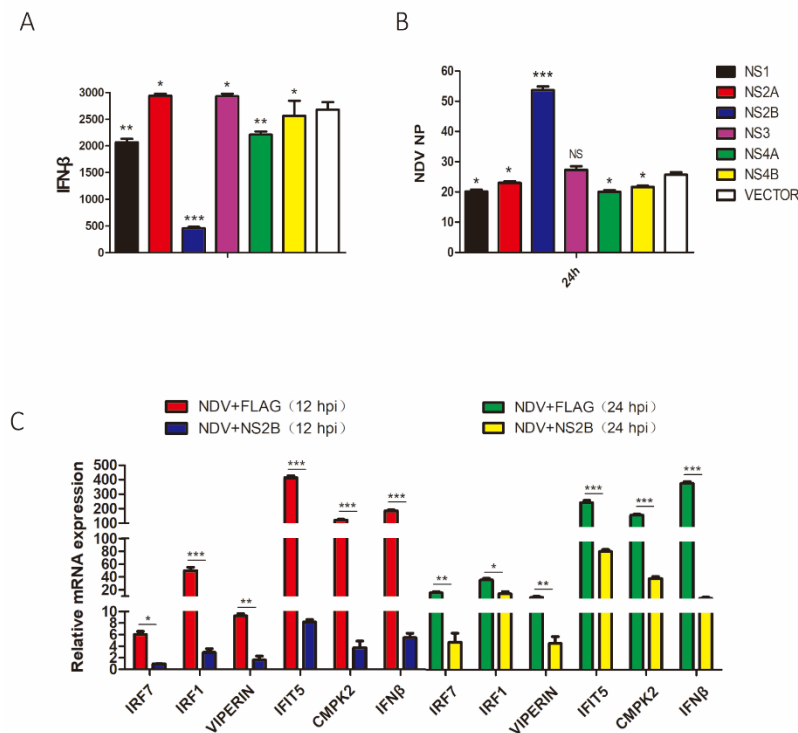 A
IFN-β
3000
2500
2000
1500
1000
500
0
**
*
***
*
**
*
B
NDV NP
60
50
40
30
20
10
0
*
*
***
NS
*
*
24h
NS1
NS2A
NS2B
NS3
NS4A
NS4B
VECTOR
C
NDV+FLAG（12 hpi）
NDV+NS2B（12 hpi）
NDV+FLAG（24 hpi）
NDV+NS2B（24 hpi）
Relative mRNA expression
500
400
300
200
100
100
80
60
40
20
10
8
6
4
2
0
*
***
**
***
***
***
**
*
**
***
***
***
IRF7
IRF1
VIPERIN
IFIT5
CMPK2
IFNβ
IRF7
IRF1
VIPERIN
IFIT5
CMPK2
IFNβ